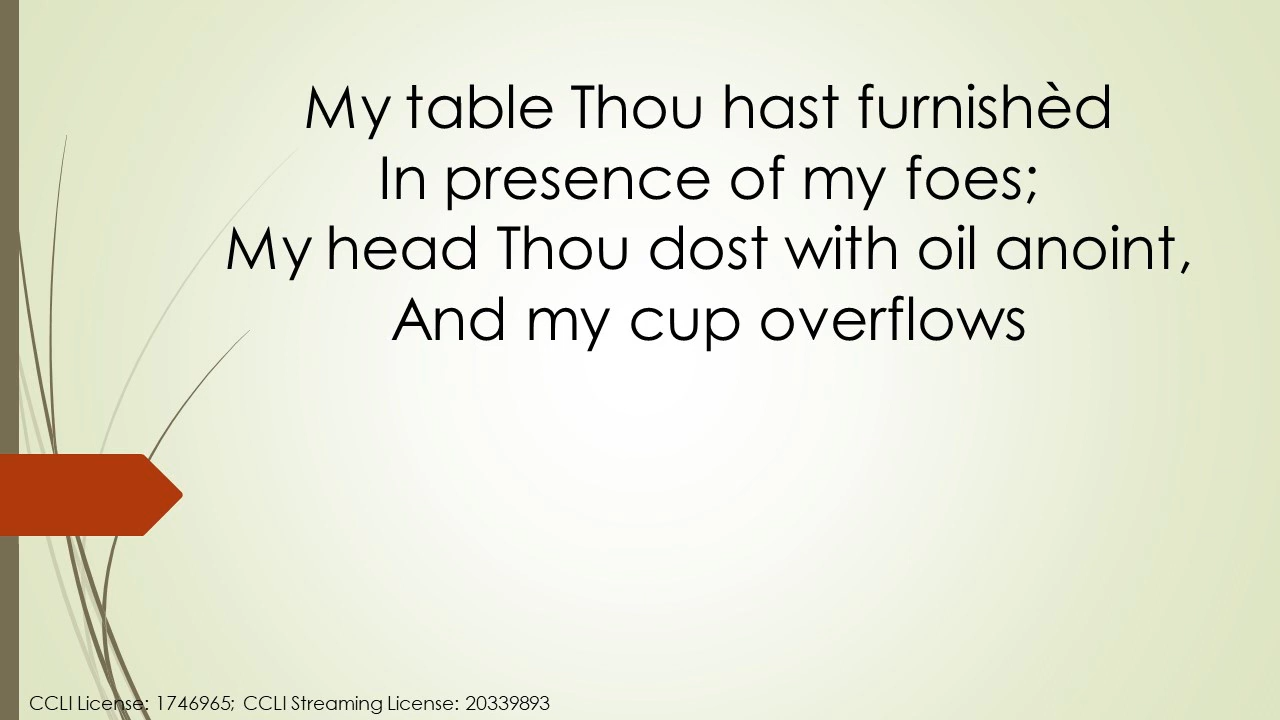 My table Thou hast furnishèd
In presence of my foes;
My head Thou dost with oil anoint,
And my cup overflows
CCLI License: 1746965; CCLI Streaming License: 20339893